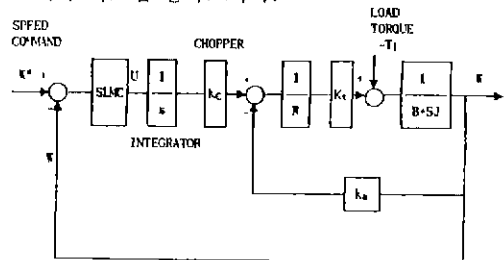 SPEED
COMMAND
W*
SLMC
U
1
s
INTEGRATOR
CHOPPER
kc
1
R
Kt
LOAD
TORQUE
-Tl
1
B+SJ
W
ka
W